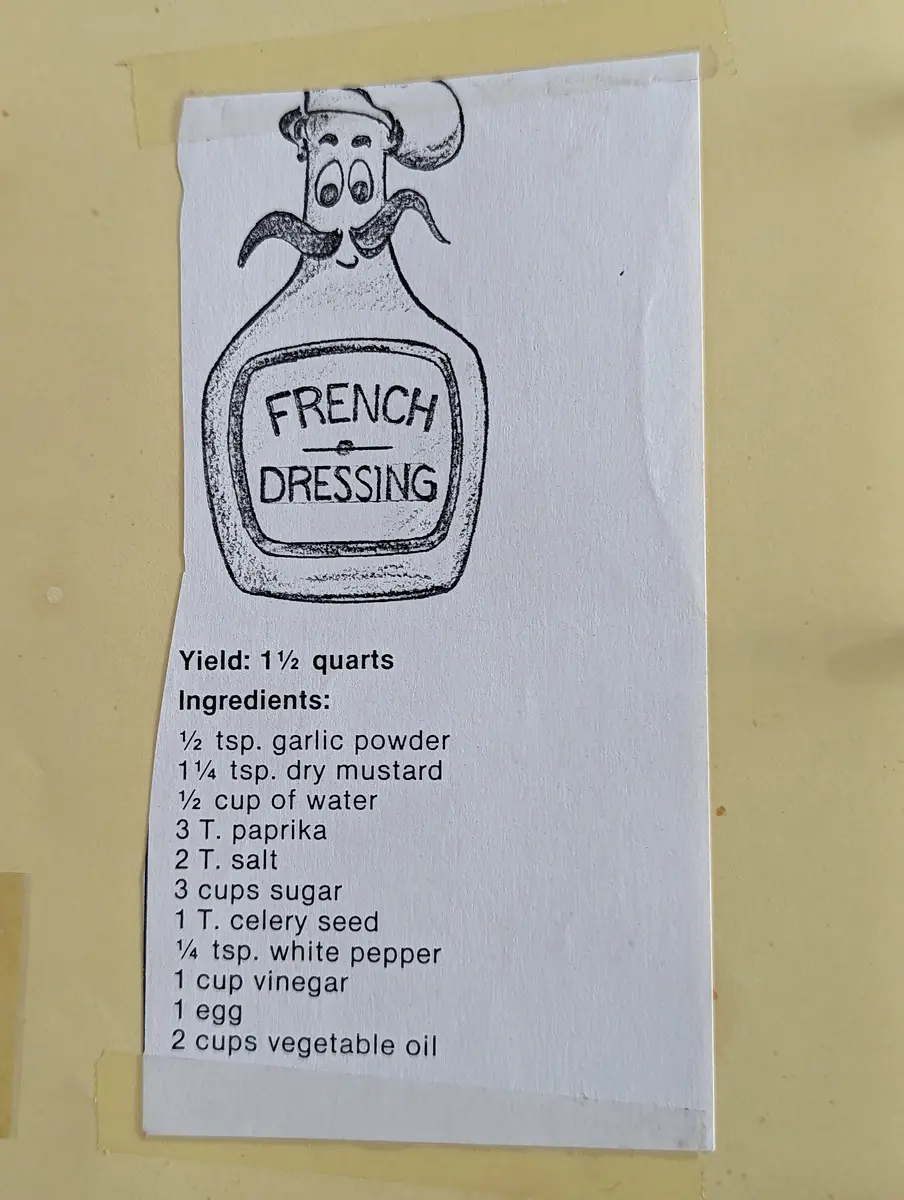 FRENCH
DRESSING
Yield: 1½ quarts
Ingredients:
½ tsp. garlic powder
1¼ tsp. dry mustard
½ cup of water
3 T. paprika
2 T. salt
3 cups sugar
1 T. celery seed
¼ tsp. white pepper
1 cup vinegar
1 egg
2 cups vegetable oil